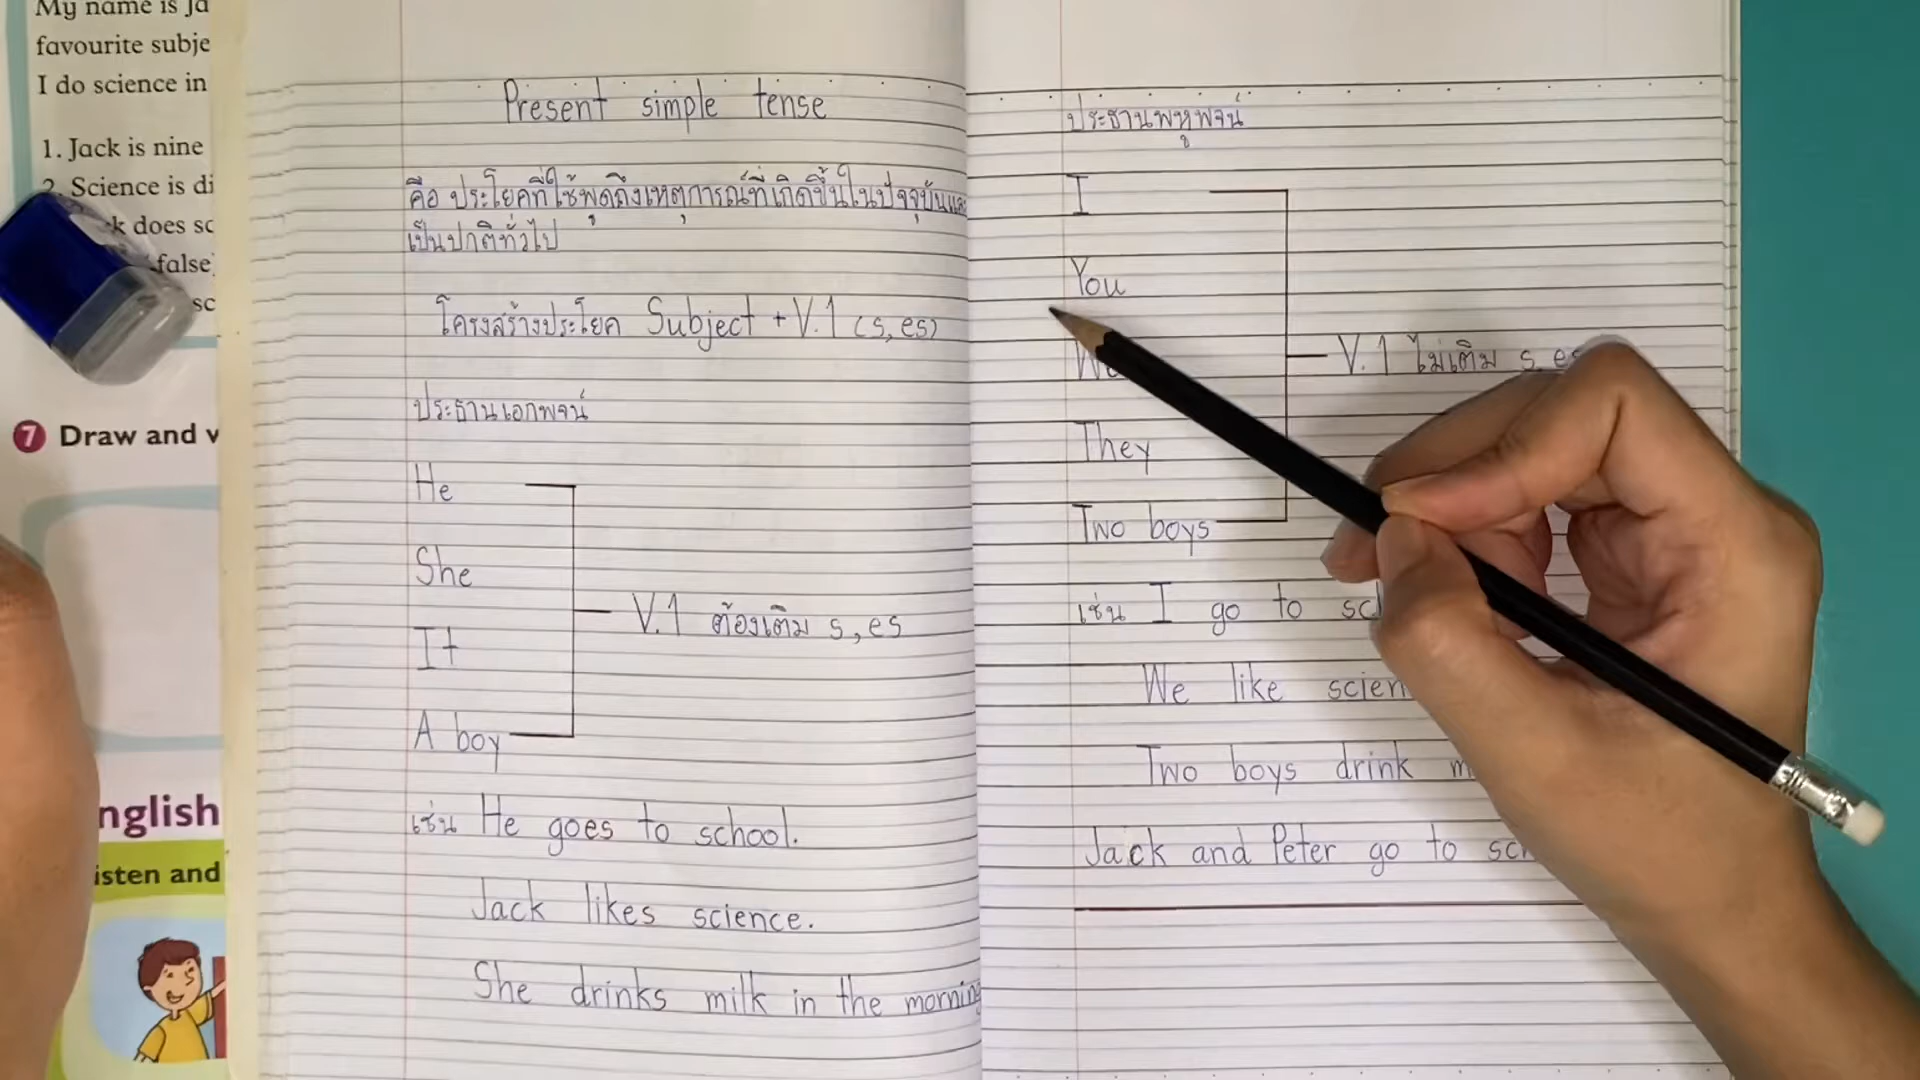 My name is Ja
favourite subje
I do science in
1. Jack is nine
2. Science is di
k does sc
false
sc
7 Draw and w
nglish
isten and
Present simple tense
คือ ประโยคที่ใช้พูดถึงเหตุการณ์ที่เกิดขึ้นในปัจจุบันและ
เป็นปกติทั่วไป
โครงสร้างประโยค Subject + V.1 (s, es)
ประธานเอกพจน์
He
She
It
A boy
V.1 ต้องเติม s, es
เช่น He goes to school.
Jack likes science.
She drinks milk in the morning
ประธานพหูพจน์
I
You
We
They
Two boys
V.1 ไม่เติม s, es
เช่น I go to sc
We like scien
Two boys drink m
Jack and Peter go to sc